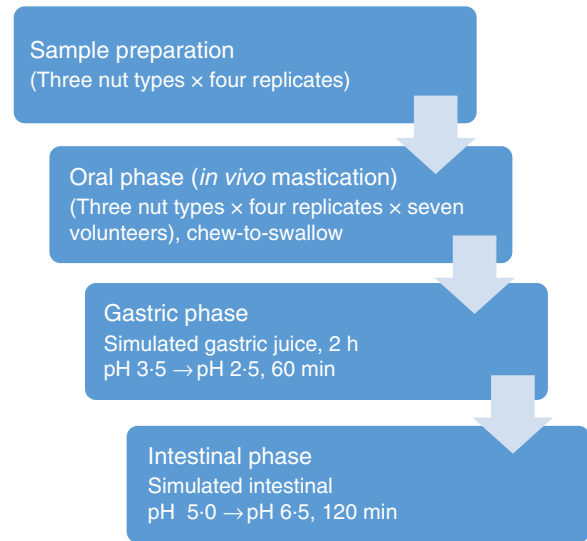 Sample preparation
(Three nut types × four replicates)
Oral phase (in vivo mastication)
(Three nut types × four replicates × seven
volunteers), chew-to-swallow
Gastric phase
Simulated gastric juice, 2 h
pH 3·5 → pH 2·5, 60 min
Intestinal phase
Simulated intestinal
pH 5·0 → pH 6·5, 120 min